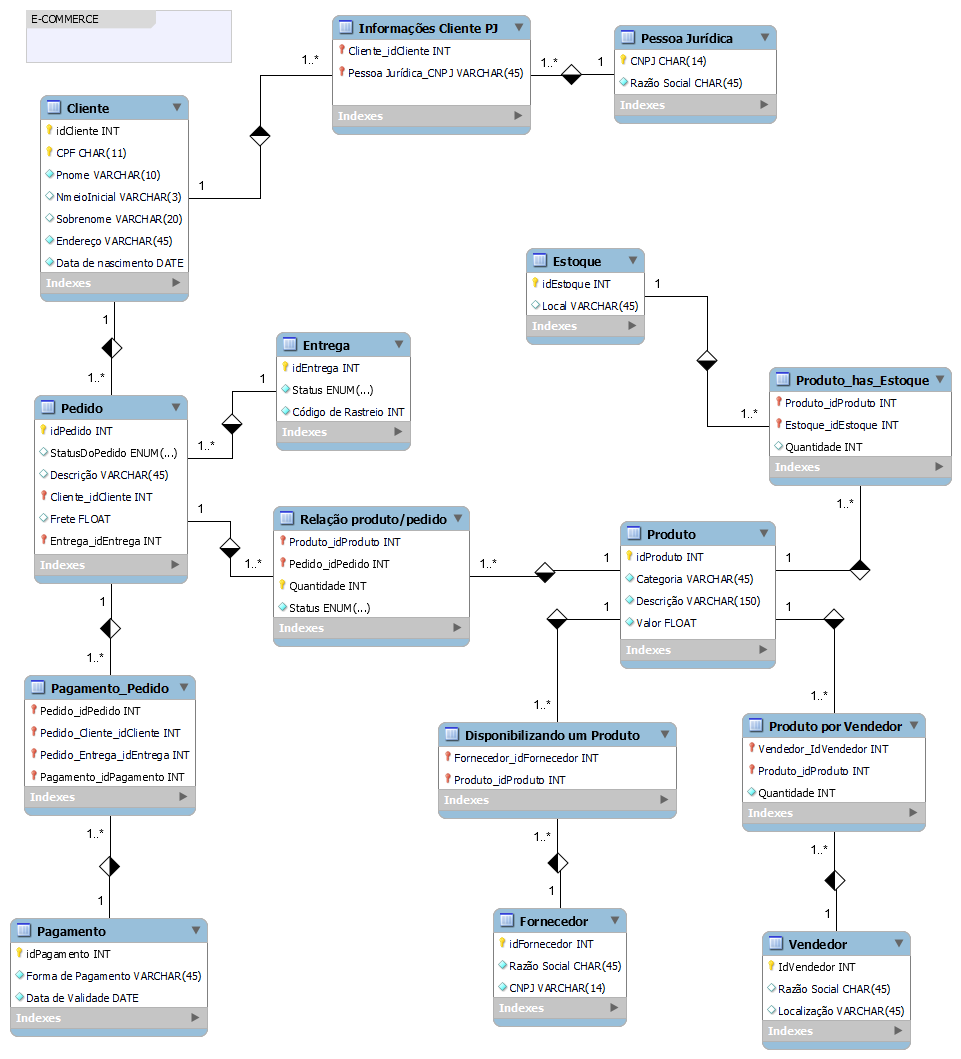 E-COMMERCE
Informações Cliente PJ
Cliente_idCliente INT
Pessoa Jurídica_CNPJ VARCHAR(45)
Indexes
1..*
1..*
1
Pessoa Jurídica
CNPJ CHAR(14)
Razão Social CHAR(45)
Indexes
Cliente
idCliente INT
CPF CHAR(11)
Pnome VARCHAR(10)
NmeioInicial VARCHAR(3)
Sobrenome VARCHAR(20)
Endereço VARCHAR(45)
Data de nascimento DATE
Indexes
1
1
1..*
Estoque
idEstoque INT
Local VARCHAR(45)
Indexes
1
1..*
Entrega
idEntrega INT
Status ENUM(...)
Código de Rastreio INT
Indexes
1
1..*
Produto_has_Estoque
Produto_idProduto INT
Estoque_idEstoque INT
Quantidade INT
Indexes
1..*
Pedido
idPedido INT
StatusDoPedido ENUM(...)
Descrição VARCHAR(45)
Cliente_idCliente INT
Frete FLOAT
Entrega_idEntrega INT
Indexes
1
1..*
1
1..*
Relação produto/pedido
Produto_idProduto INT
Pedido_idPedido INT
Quantidade INT
Status ENUM(...)
Indexes
1..*
1
Produto
idProduto INT
Categoria VARCHAR(45)
Descrição VARCHAR(150)
Valor FLOAT
Indexes
1
1
1
1..*
1..*
Pagamento_Pedido
Pedido_idPedido INT
Pedido_Cliente_idCliente INT
Pedido_Entrega_idEntrega INT
Pagamento_idPagamento INT
Indexes
1..*
1
Disponibilizando um Produto
Fornecedor_idFornecedor INT
Produto_idProduto INT
Indexes
1..*
1
Produto por Vendedor
Vendedor_IdVendedor INT
Produto_idProduto INT
Quantidade INT
Indexes
1..*
1
Pagamento
idPagamento INT
Forma de Pagamento VARCHAR(45)
Data de Validade DATE
Indexes
Fornecedor
idFornecedor INT
Razão Social CHAR(45)
CNPJ VARCHAR(14)
Indexes
Vendedor
IdVendedor INT
Razão Social CHAR(45)
Localização VARCHAR(45)
Indexes